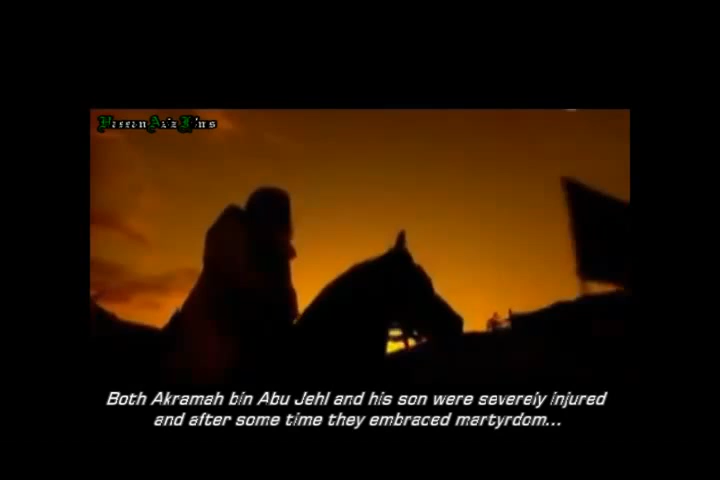 Both Akramah bin Abu Jehl and his son were severely injured
and after some time they embraced martyrdom...